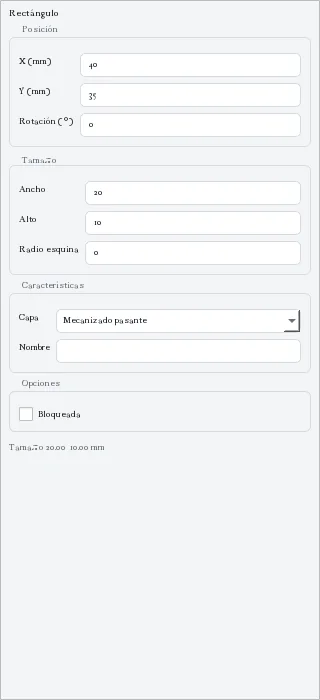 Rectángulo
Posición
X (mm)
40
Y (mm)
35
Rotación (°)
0
Tamaño
Ancho
20
Alto
10
Radio esquina
0
Características
Capa
Mecanizado pasante
Nombre
Opciones
Bloqueada
Tamaño 20.00 10.00 mm